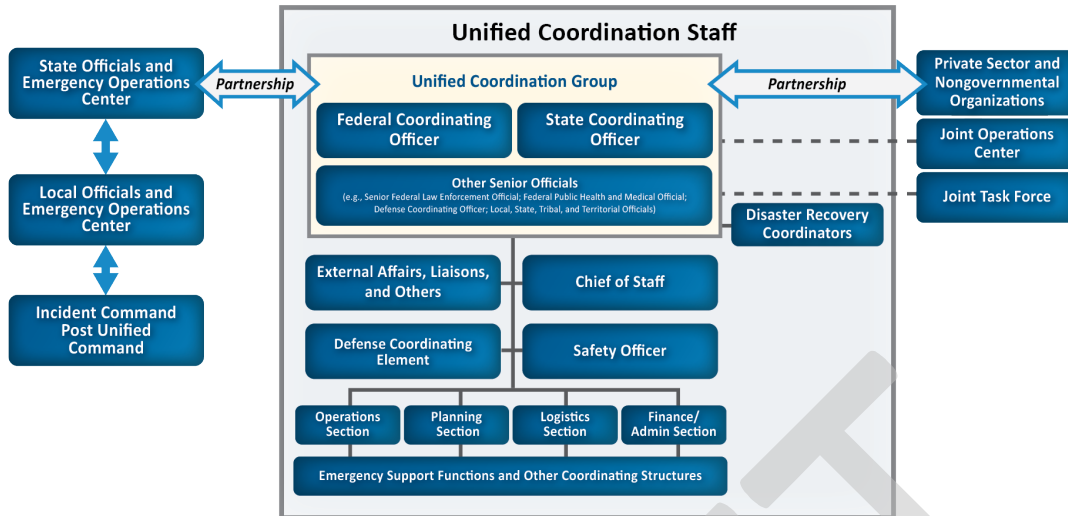 Unified Coordination Staff
State Officials and
Emergency Operations
Center
Partnership
Unified Coordination Group
Partnership
Private Sector and
Nongovernmental
Organizations
Federal Coordinating
Officer
State Coordinating
Officer
Joint Operations
Center
Other Senior Officials
(e.g., Senior Federal Law Enforcement Official; Federal Public Health and Medical Official;
Defense Coordinating Officer; Local, State, Tribal, and Territorial Officials)
Joint Task Force
Local Officials and
Emergency Operations
Center
Disaster Recovery
Coordinators
External Affairs, Liaisons,
and Others
Chief of Staff
Incident Command
Post Unified
Command
Defense Coordinating
Element
Safety Officer
Operations
Section
Planning
Section
Logistics
Section
Finance/
Admin Section
Emergency Support Functions and Other Coordinating Structures